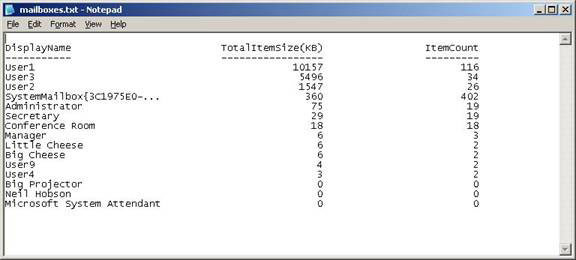 mailboxes.txt - Notepad
File Edit Format View Help
DisplayName TotalItemSize(KB) ItemCount
----------- ----------------- ---------
User1 10157 116
User3 5496 34
User2 1547 26
SystemMailbox{3C1975E0-... 360 402
Administrator 75 19
Secretary 29 19
Conference Room 18 18
Manager 6 3
Little Cheese 6 2
Big Cheese 6 2
User9 4 2
User4 3 2
Big Projector 0 0
Neil Hobson 0 0
Microsoft System Attendant 0 0